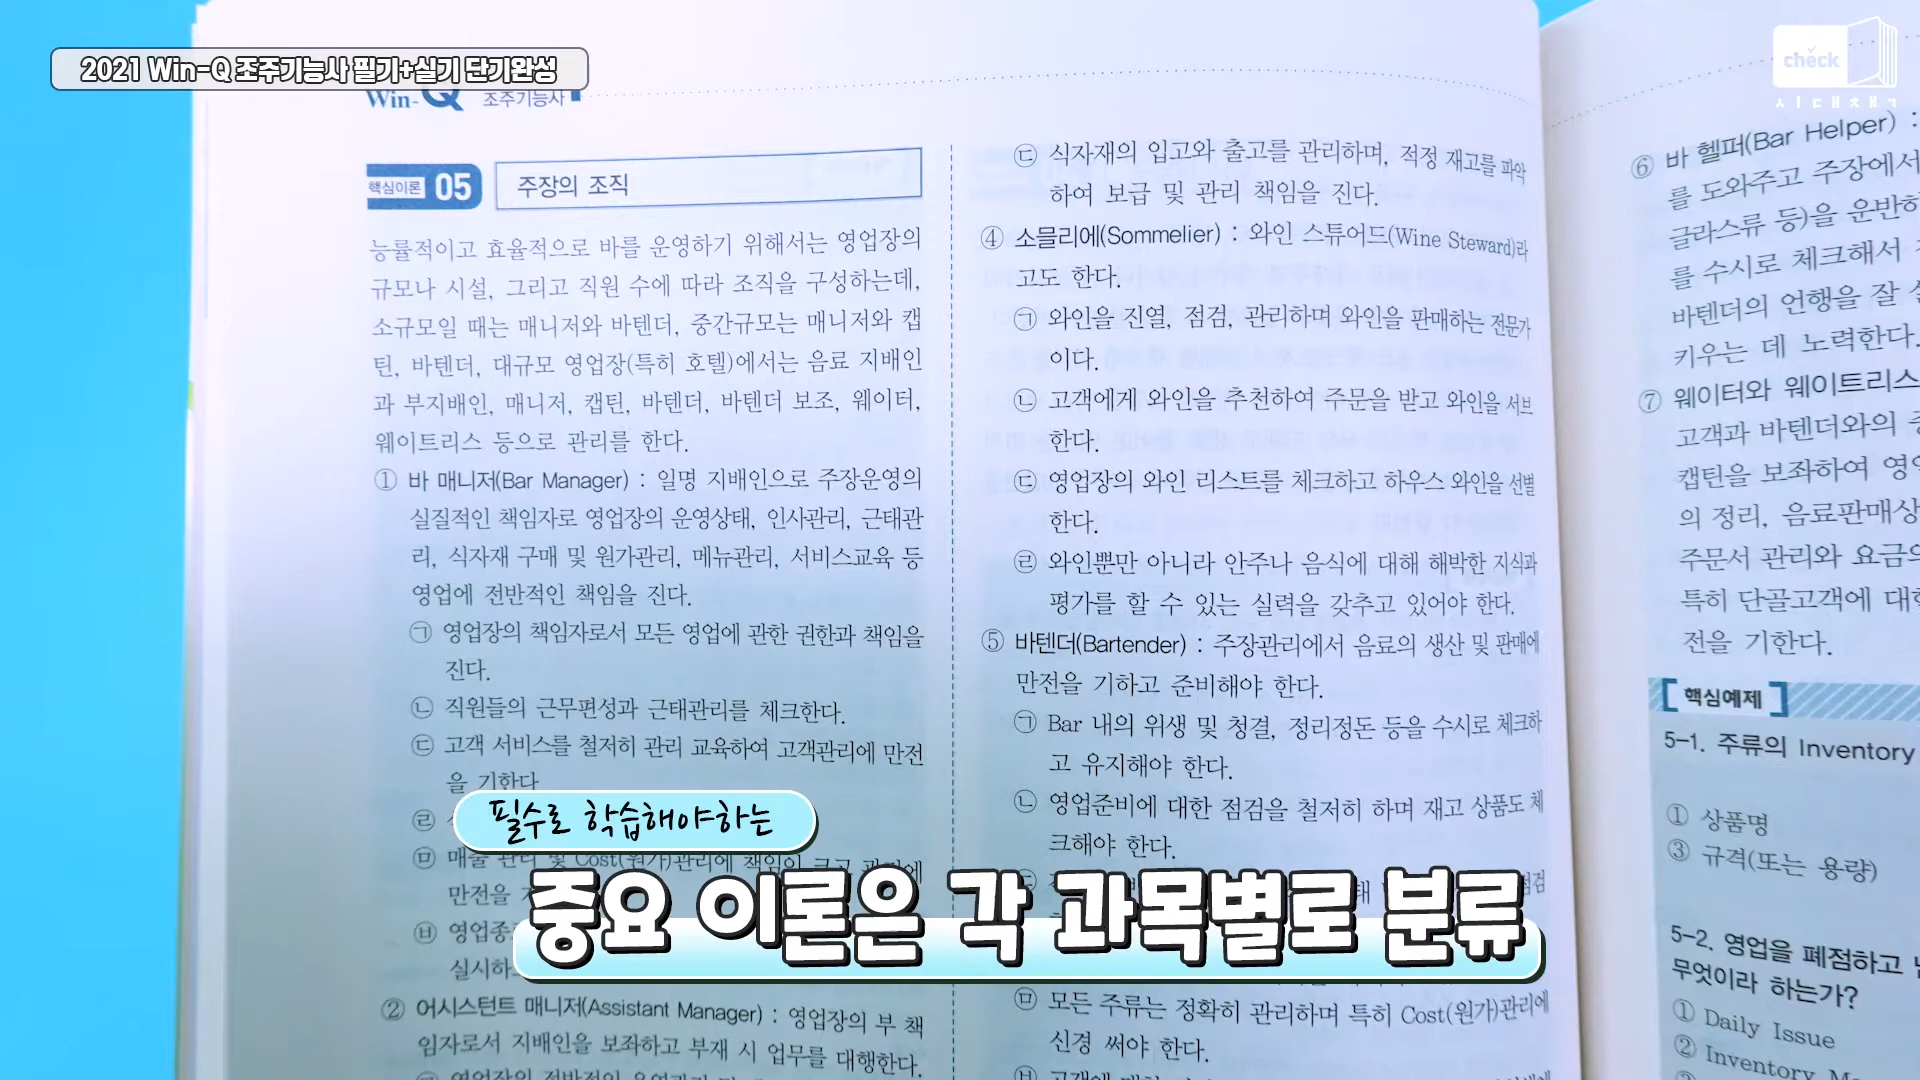 2021 Win-Q 조주기능사 필기+실기 단기완성
check
시대책ㄱ
Win-Q 조주기능사
핵심이론 05 주장의 조직
능률적이고 효율적으로 바를 운영하기 위해서는 영업장의
규모나 시설, 그리고 직원 수에 따라 조직을 구성하는데,
소규모일 때는 매니저와 바텐더, 중간규모는 매니저와 캡
틴, 바텐더, 대규모 영업장(특히 호텔)에서는 음료 지배인
과 부지배인, 매니저, 캡틴, 바텐더, 바텐더 보조, 웨이터,
웨이트리스 등으로 관리를 한다.
① 바 매니저(Bar Manager) : 일명 지배인으로 주장운영의
실질적인 책임자로 영업장의 운영상태, 인사관리, 근태관
리, 식자재 구매 및 원가관리, 메뉴관리, 서비스교육 등
영업에 전반적인 책임을 진다.
㉠ 영업장의 책임자로서 모든 영업에 관한 권한과 책임을
진다.
㉡ 직원들의 근무편성과 근태관리를 체크한다.
㉢ 고객 서비스를 철저히 관리 교육하여 고객관리에 만전
을 기한다
㉣
㉤ 매출 관리 및 Cost(원가)관리에 책임이
만전을
㉥ 영업종
실시하
② 어시스턴트 매니저(Assistant Manager) : 영업장의 부 책
임자로서 지배인을 보좌하고 부재 시 업무를 대행한다.
㉢ 식자재의 입고와 출고를 관리하며, 적정 재고를 파악
하여 보급 및 관리 책임을 진다.
④ 소믈리에(Sommelier) : 와인 스튜어드(Wine Steward)라
고도 한다.
㉠ 와인을 진열, 점검, 관리하며 와인을 판매하는 전문가
이다.
㉡ 고객에게 와인을 추천하여 주문을 받고 와인을 서브
한다.
㉢ 영업장의 와인 리스트를 체크하고 하우스 와인을 선별
한다.
㉣ 와인뿐만 아니라 안주나 음식에 대해 해박한 지식과
평가를 할 수 있는 실력을 갖추고 있어야 한다.
⑤ 바텐더(Bartender) : 주장관리에서 음료의 생산 및 판매에
만전을 기하고 준비해야 한다.
㉠ Bar 내의 위생 및 청결, 정리정돈 등을 수시로 체크하
고 유지해야 한다.
㉡ 영업준비에 대한 점검을 철저히 하며 재고 상품도 체
크해야 한다.
㉤ 모든 주류는 정확히 관리하며 특히 Cost(원가)관리에
신경 써야 한다.
⑥ 바 헬퍼(Bar Helper) :
를 도와주고 주장에서
글라스류 등)을 운반하
를 수시로 체크해서
바텐더의 언행을 잘
키우는 데 노력한다.
⑦ 웨이터와 웨이트리스
고객과 바텐더와의
캡틴을 보좌하여 영업
의 정리, 음료판매상
주문서 관리와 요금의
특히 단골고객에 대한
전을 기한다.
핵심예제
5-1. 주류의 Inventory
① 상품명
③ 규격(또는 용량)
5-2. 영업을 폐점하고
무엇이라 하는가?
① Daily Issue
② Inventory
필수로 학습해야하는
중요 이론은 각 과목별로 분류